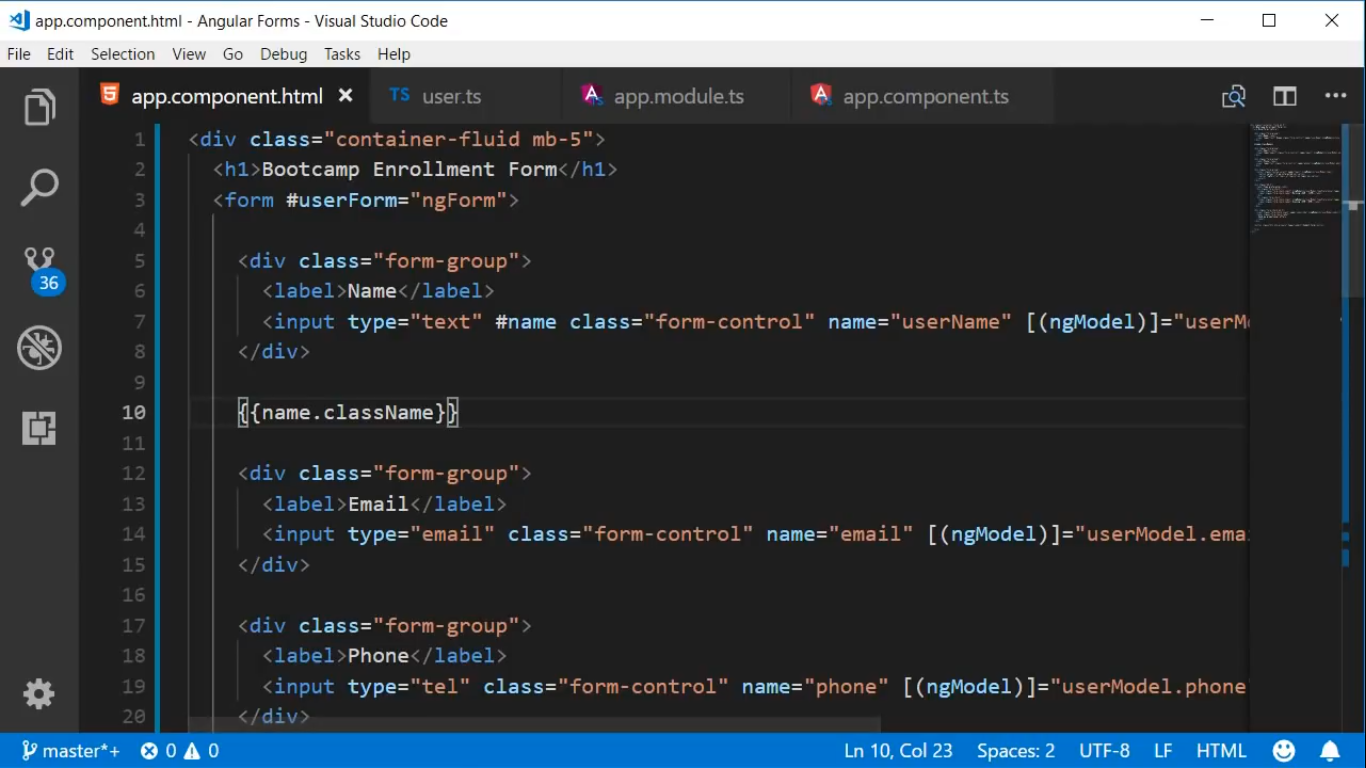 app.component.html - Angular Forms - Visual Studio Code
File Edit Selection View Go Debug Tasks Help
app.component.html user.ts app.module.ts app.component.ts
1 <div class="container-fluid mb-5">
2 <h1>Bootcamp Enrollment Form</h1>
3 <form #userForm="ngForm">
4
5 <div class="form-group">
6 <label>Name</label>
7 <input type="text" #name class="form-control" name="userName" [(ngModel)]="userM
8 </div>
9
10 {{name.className}}
11
12 <div class="form-group">
13 <label>Email</label>
14 <input type="email" class="form-control" name="email" [(ngModel)]="userModel.emai
15 </div>
16
17 <div class="form-group">
18 <label>Phone</label>
19 <input type="tel" class="form-control" name="phone" [(ngModel)]="userModel.phone
20 </div>
36
master*+ 0 0 Ln 10, Col 23 Spaces: 2 UTF-8 LF HTML